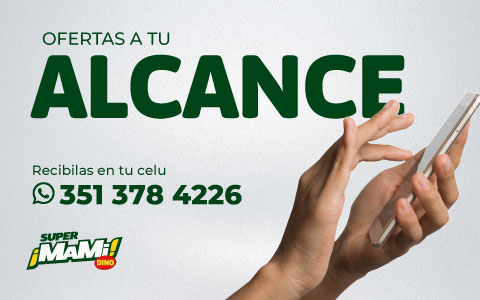 OFERTAS A TU
ALCANCE
Recibilas en tu celu
351 378 4226
SUPER
¡MAMi!
DINO